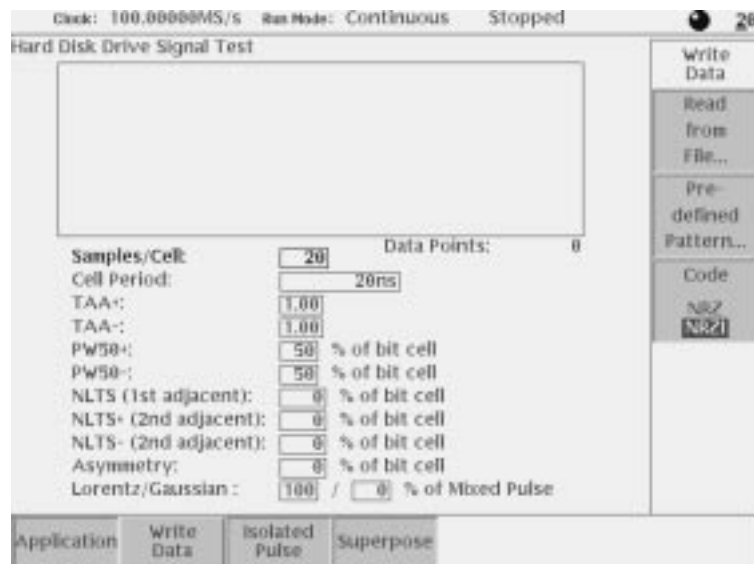 Clock: 100.00000MS/s Run Mode: Continuous Stopped
Hard Disk Drive Signal Test
Data Points: 0
Samples/Cell: 20
Cell Period: 20ns
TAA+: 1.00
TAA-: 1.00
PW50+: 50 % of bit cell
PW50-: 50 % of bit cell
NLTS (1st adjacent): 0 % of bit cell
NLTS+ (2nd adjacent): 0 % of bit cell
NLTS- (2nd adjacent): 0 % of bit cell
Asymmetry: 0 % of bit cell
Lorentz/Gaussian : 100 / 0 % of Mixed Pulse
Write
Data
Read
from
File...
Pre-
defined
Pattern...
Code
NRZ
NRZI
Application
Write
Data
Isolated
Pulse
Superpose